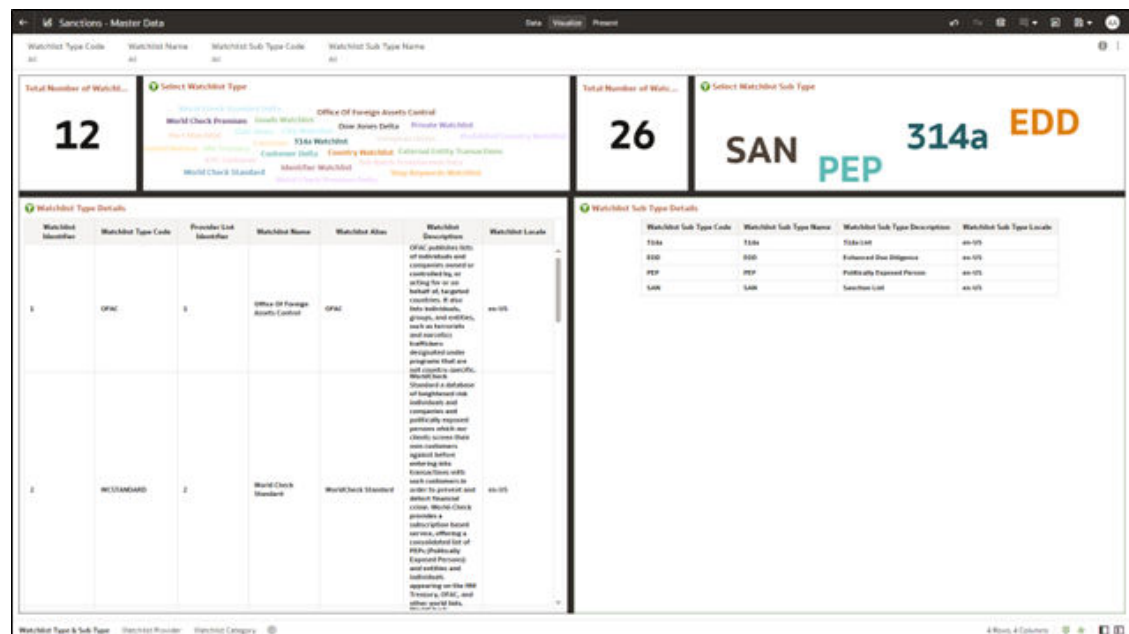 Sanctions - Master Data
Data Visualize Present
Watchlist Type Code Watchlist Name Watchlist Sub Type Code Watchlist Sub Type Name
All All All All
Total Number of Watchli...
12
Select Watchlist Type
Office Of Foreign Assets Control
World Check Premium Assets Watchlist
Dow Jones Delta Private Watchlist
314a Watchlist
Customer Delta Country Watchlist External Entity Transactions
Identifier Watchlist
World Check Standard Stop Keywords Watchlist
Total Number of Watc...
26
Select Watchlist Sub Type
SAN
PEP
314a
EDD
Watchlist Type Details
Watchlist Identifier Watchlist Type Code Provider List Identifier Watchlist Name Watchlist Alias Watchlist Description Watchlist Locale
1 OFAC 1 Office Of Foreign Assets Control OFAC
OFAC publishes lists
of individuals and
companies owned or
controlled by, or
acting for or on
behalf of, targeted
countries. It also
lists individuals,
groups, and entities,
such as terrorists
and narcotics
traffickers
designated under
programs that are
not country-specific.
en-US
2 WCSTANDARD 2 World Check Standard WorldCheck Standard
WorldCheck
Standard a database
of heightened risk
individuals and
companies and
politically exposed
persons which our
clients screen their
own customers
against before
entering into
transactions with
such customers in
order to prevent and
detect financial
crime. World-Check
provides a
subscription based
service, offering a
consolidated list of
PEPs (Politically
Exposed Persons)
and entities and
individuals
appearing on the HM
Treasury, OFAC, and
other world lists.
en-US
Watchlist Sub Type Details
Watchlist Sub Type Code Watchlist Sub Type Name Watchlist Sub Type Description Watchlist Sub Type Locale
314a 314a 314a List en-US
EDD EDD Enhanced Due Diligence en-US
PEP PEP Politically Exposed Person en-US
SAN SAN Sanction List en-US
Watchlist Type & Sub Type Watchlist Provider Watchlist Category
4 Rows, 4 Columns